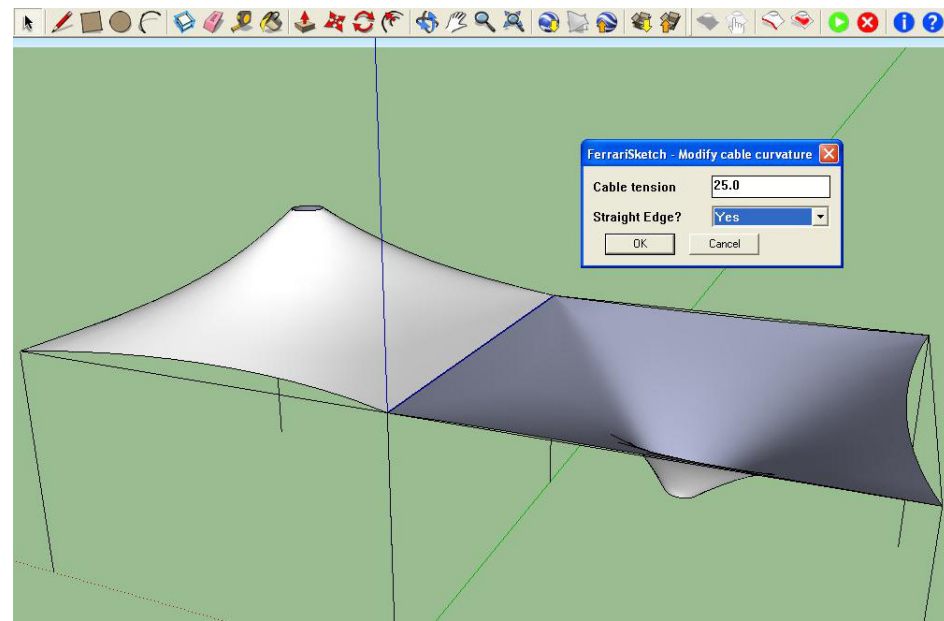 FerrariSketch - Modify cable curvature
Cable tension 25.0
Straight Edge? Yes
OK Cancel